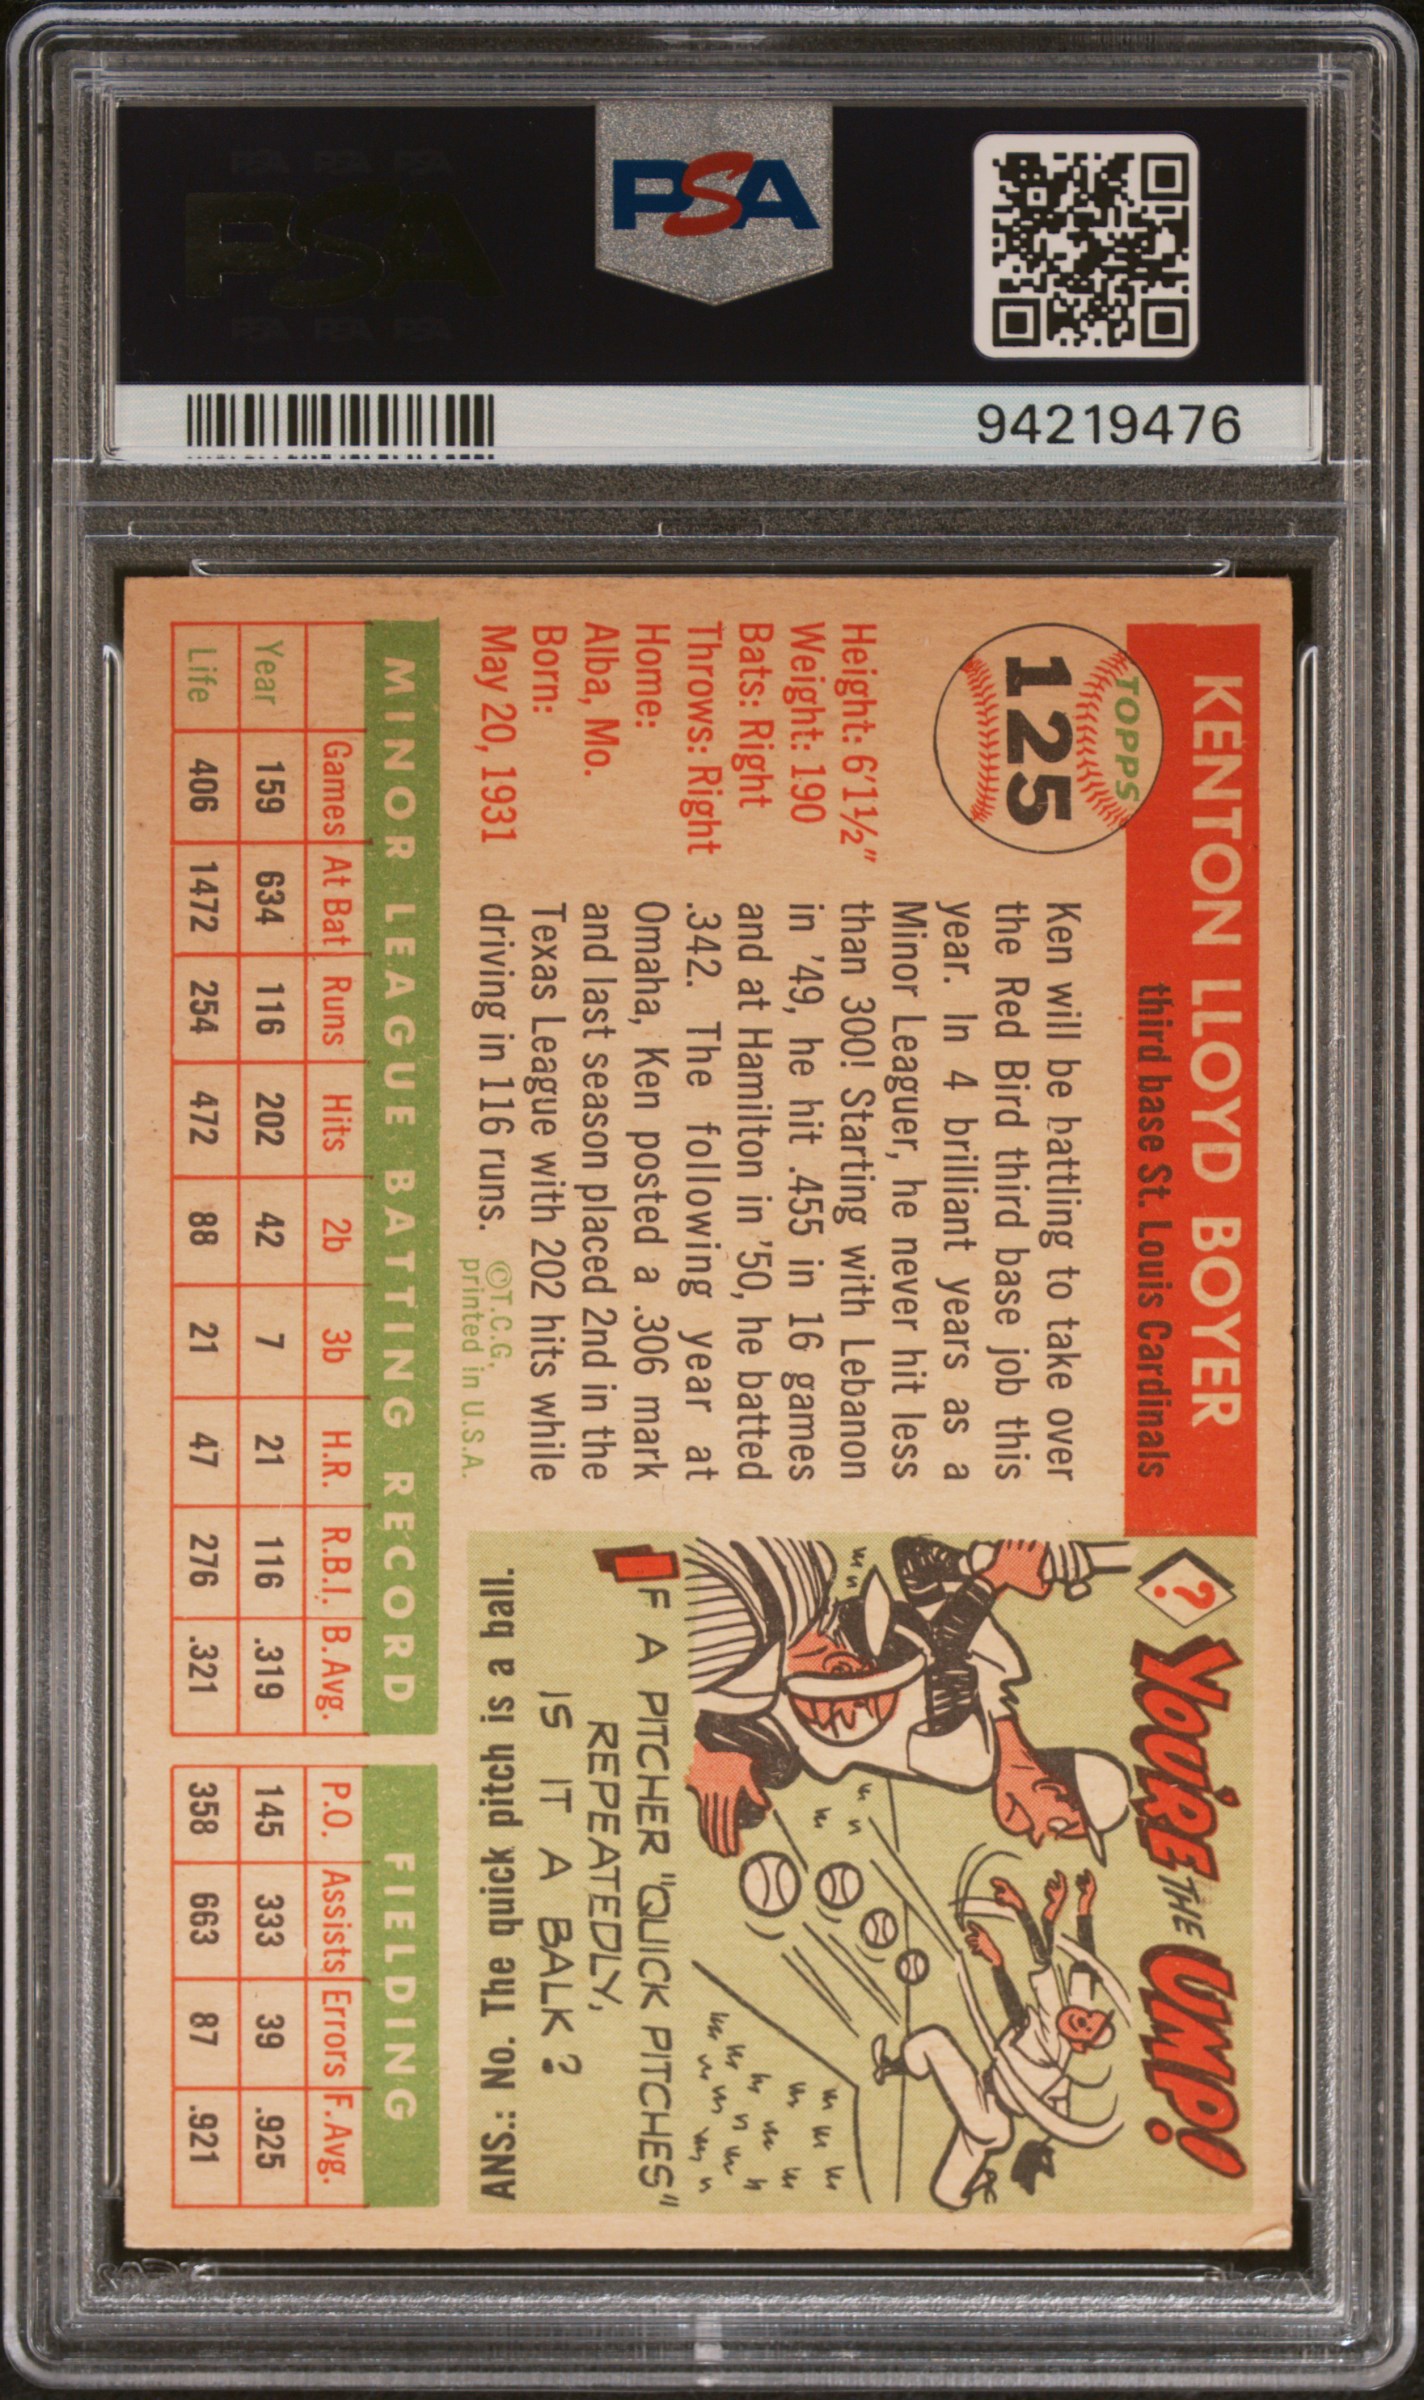 PSA PSA PSA
PSA
PSA PSA PSA
PSA
94219476
KENTON LLOYD BOYER
third base St. Louis Cardinals
TOPPS
125
Height: 6'1½"
Weight: 190
Bats: Right
Throws: Right
Home:
Alba, Mo.
Born:
May 20, 1931
Ken will be battling to take over
the Red Bird third base job this
year. In 4 brilliant years as a
Minor Leaguer, he never hit less
than 300! Starting with Lebanon
in '49, he hit .455 in 16 games
and at Hamilton in '50, he batted
.342. The following year at
Omaha, Ken posted a .306 mark
and last season placed 2nd in the
Texas League with 202 hits while
driving in 116 runs.
©T.C.G.
printed in U.S.A.
? YOU'RE THE UMP!
IF A PITCHER "QUICK PITCHES"
REPEATEDLY,
IS IT A BALK?
ANS.: NO. The quick pitch is a ball.
MINOR LEAGUE BATTING RECORD FIELDING
Games At Bat Runs Hits 2b 3b H.R. R.B.I. B.Avg. P.O. Assists Errors F.Avg.
Year 159 634 116 202 42 7 21 116 .319 145 333 39 .925
Life 406 1472 254 472 88 21 47 276 .321 358 663 87 .921